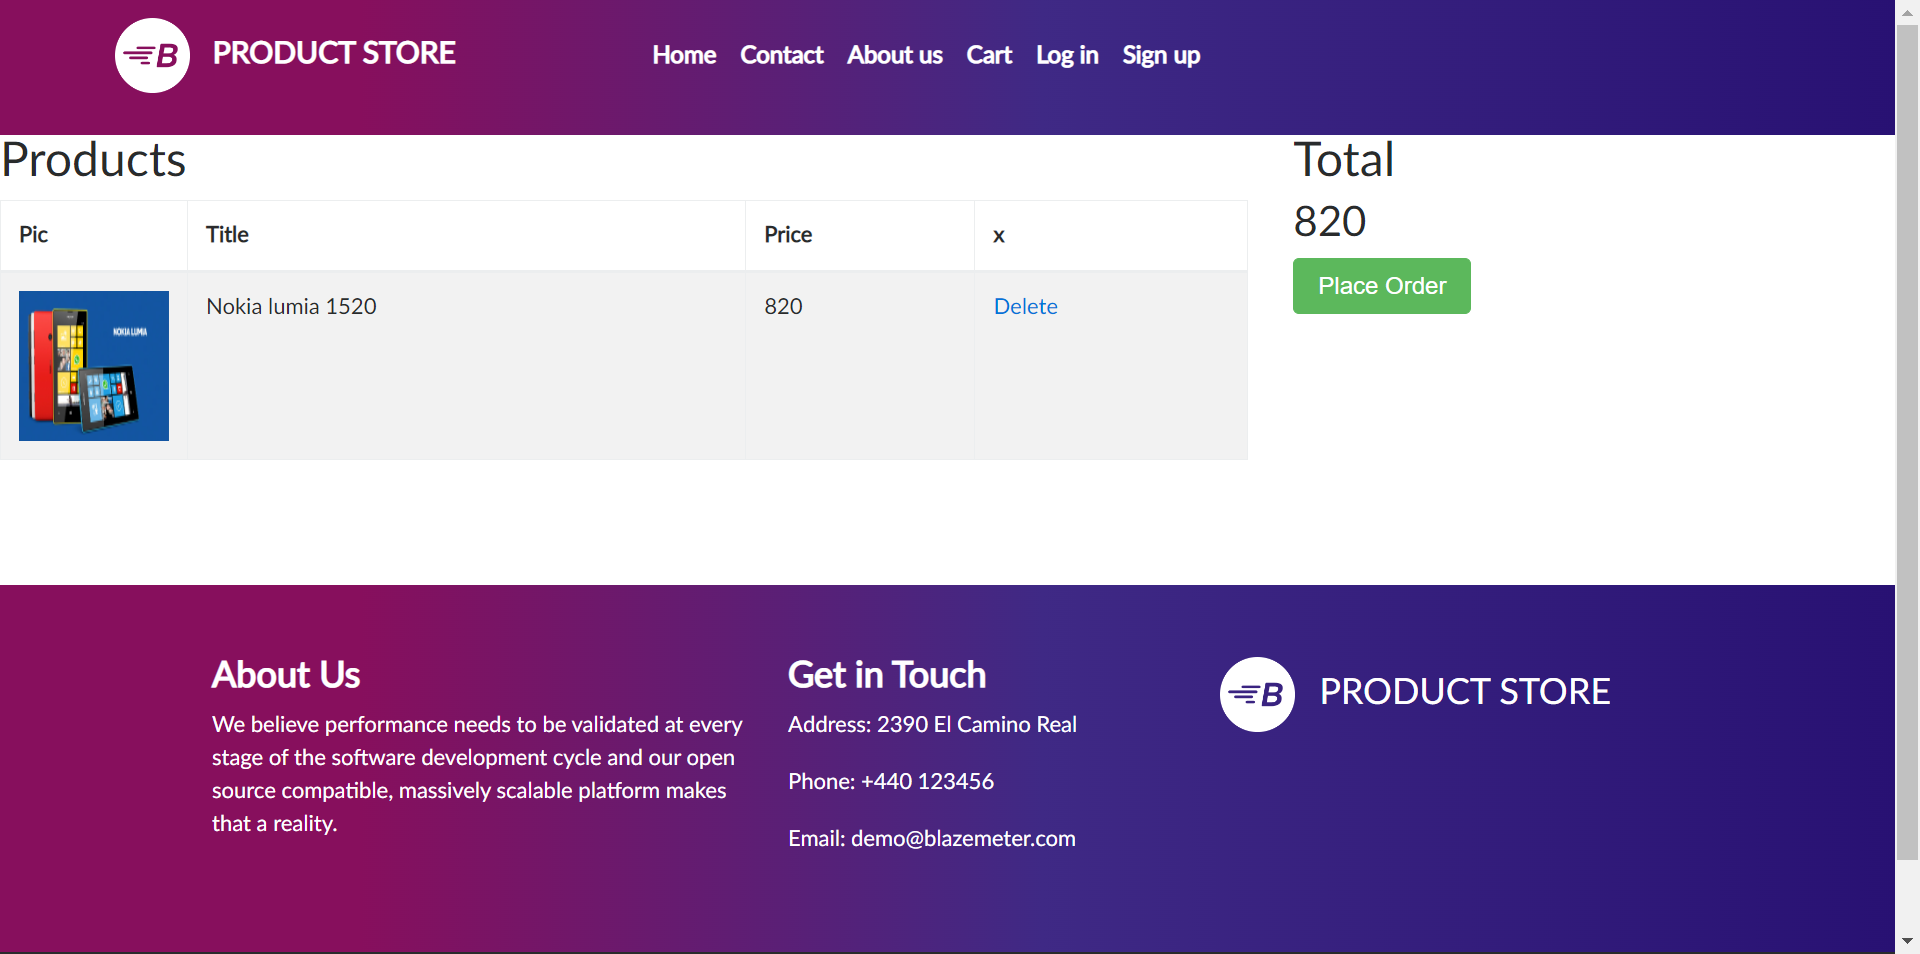 B PRODUCT STORE
Home Contact About us Cart Log in Sign up
Products
Pic Title Price x
NOKIA LUMIA
Nokia lumia 1520 820 Delete
Total
820
Place Order
About Us
We believe performance needs to be validated at every
stage of the software development cycle and our open
source compatible, massively scalable platform makes
that a reality.
Get in Touch
Address: 2390 El Camino Real
Phone: +440 123456
Email: demo@blazemeter.com
B PRODUCT STORE